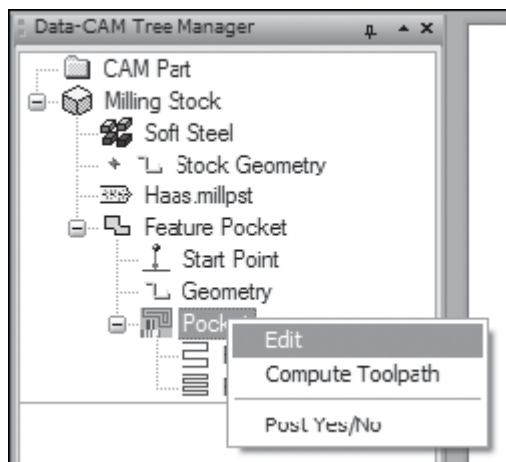 Data-CAM Tree Manager
CAM Part
Milling Stock
Soft Steel
Stock Geometry
Haas.millpst
Feature Pocket
Start Point
Geometry
Edit
Compute Toolpath
Post Yes/No